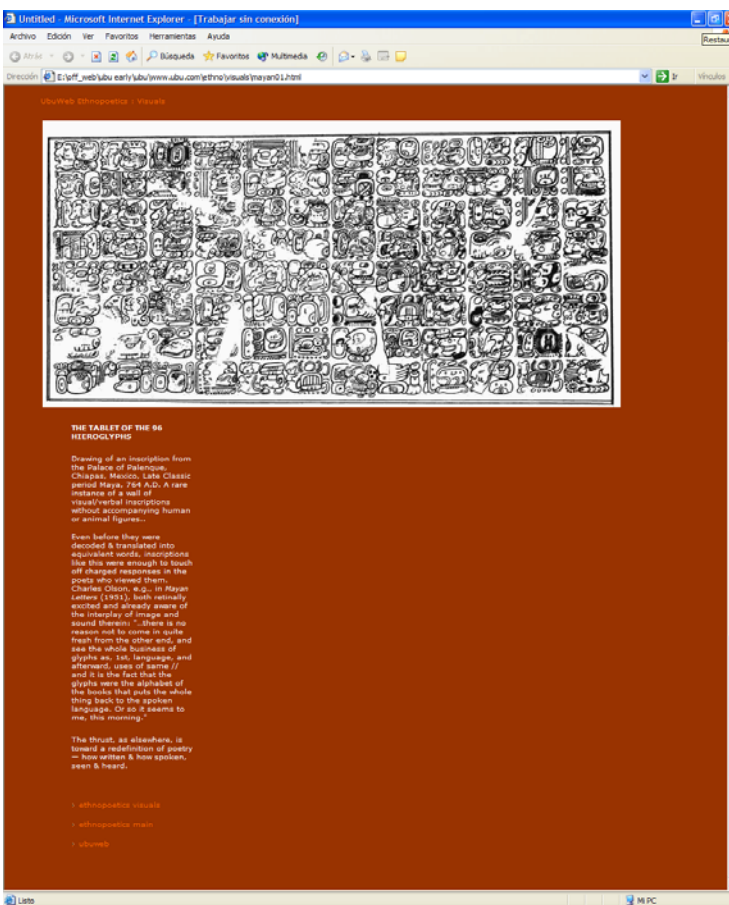 Untitled - Microsoft Internet Explorer - [Trabajar sin conexión]
Archivo Edición Ver Favoritos Herramientas Ayuda
Restau
Atrás Búsqueda Favoritos Multimedia
Dirección E:\pff_web\ubu early\ubu\www.ubu.com\ethno\visuals\mayan01.html Ir Vínculos
UbuWeb Ethnopoetics : Visuals
THE TABLET OF THE 96
HIEROGLYPHS
Drawing of an inscription from
the Palace of Palenque,
Chiapas, Mexico, Late Classic
period Maya, 764 A.D. A rare
instance of a wall of
visual/verbal inscriptions
without accompanying human
or animal figures..
Even before they were
decoded & translated into
equivalent words, inscriptions
like this were enough to touch
off charged responses in the
poets who viewed them.
Charles Olson, e.g., in Mayan
Letters (1951), both retinally
excited and already aware of
the interplay of image and
sound therein: "..there is no
reason not to come in quite
fresh from the other end, and
see the whole business of
glyphs as, 1st, language, and
afterward, uses of same //
and it is the fact that the
glyphs were the alphabet of
the books that puts the whole
thing back to the spoken
language. Or so it seems to
me, this morning."
The thrust, as elsewhere, is
toward a redefinition of poetry
— how written & how spoken,
seen & heard.
> ethnopoetics visuals
> ethnopoetics main
> ubuweb
Listo Mi PC